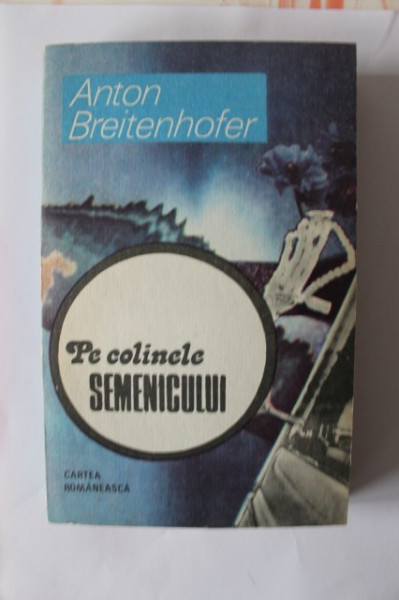 Anton
Breitenhofer
Pe colinele
SEMENICULUI
CARTEA
ROMÂNEASCĂ